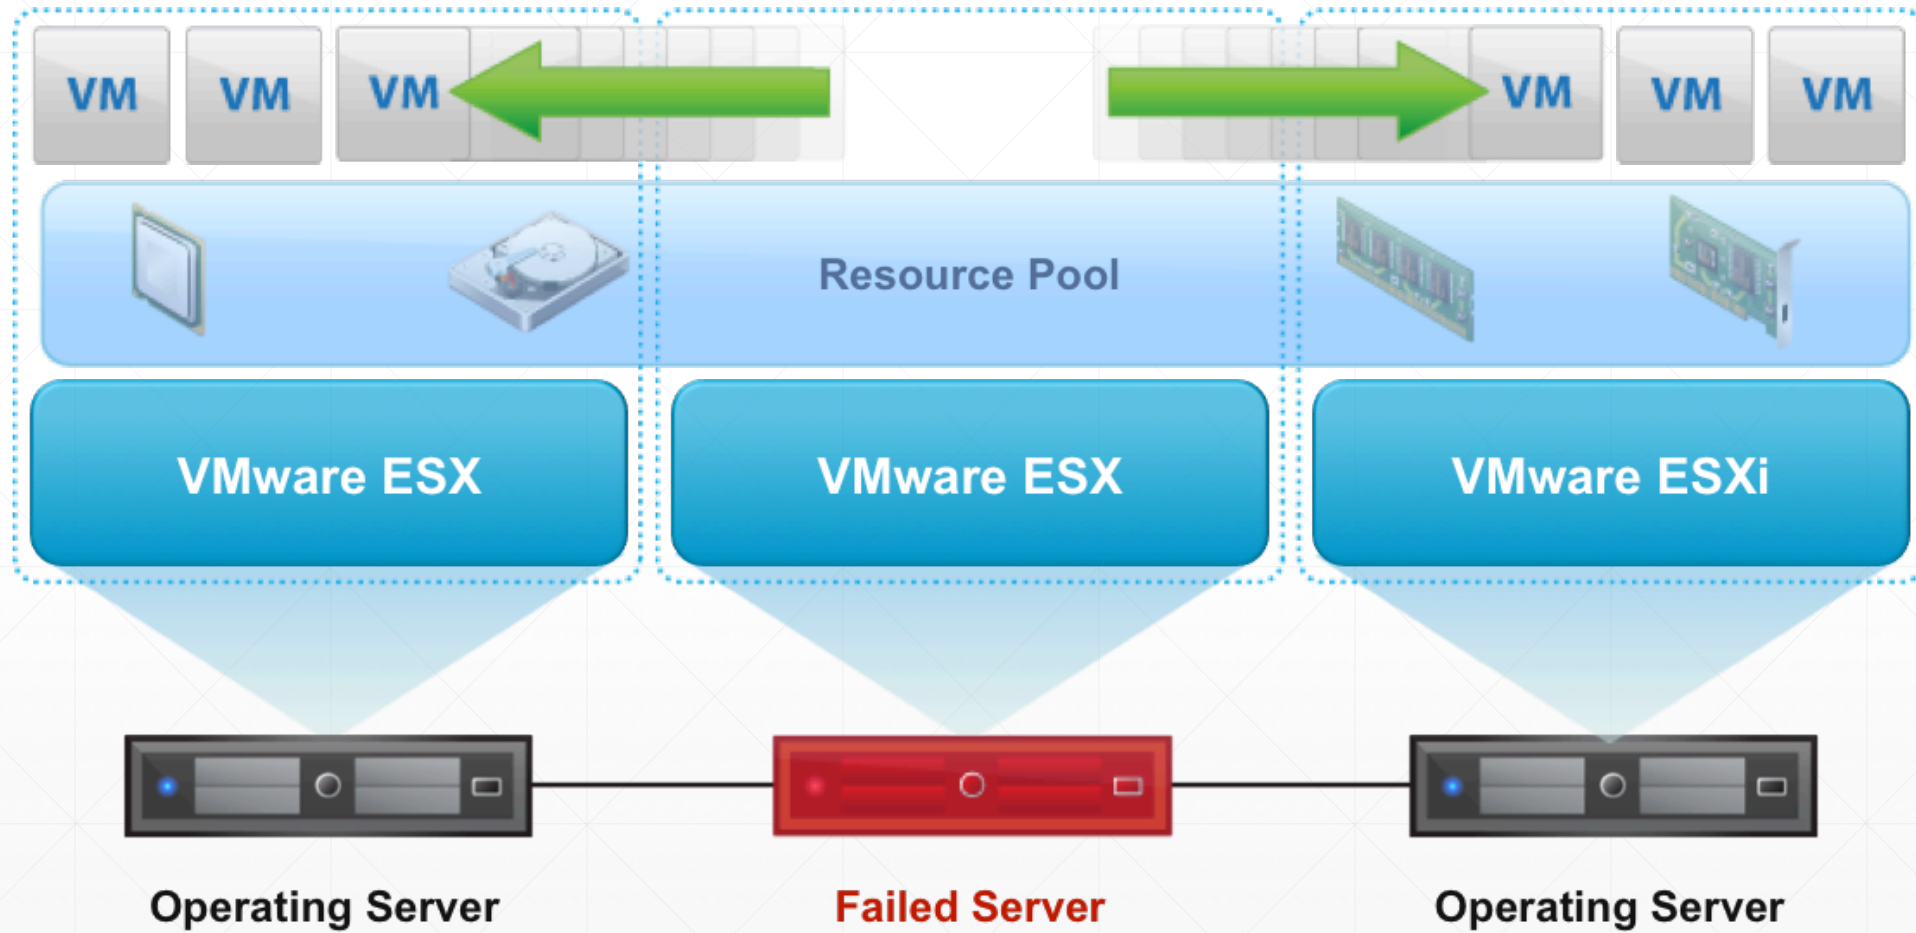 VM VM VM VM VM VM
Resource Pool
VMware ESX VMware ESX VMware ESXi
Operating Server Failed Server Operating Server